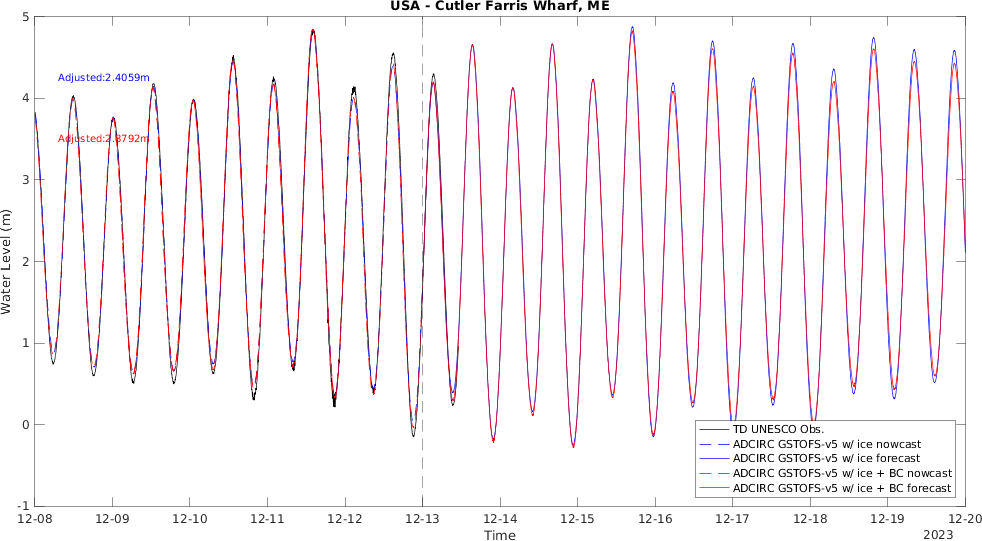 USA - Cutler Farris Wharf, ME
5
4
3
2
1
0
-1
Water Level (m)
Adjusted:2.4059m
Adjusted:2.8792m
TD UNESCO Obs.
ADCIRC GSTOFS-v5 w/ ice nowcast
ADCIRC GSTOFS-v5 w/ ice forecast
ADCIRC GSTOFS-v5 w/ ice + BC nowcast
ADCIRC GSTOFS-v5 w/ ice + BC forecast
12-08 12-09 12-10 12-11 12-12 12-13 12-14 12-15 12-16 12-17 12-18 12-19 12-20
Time
2023